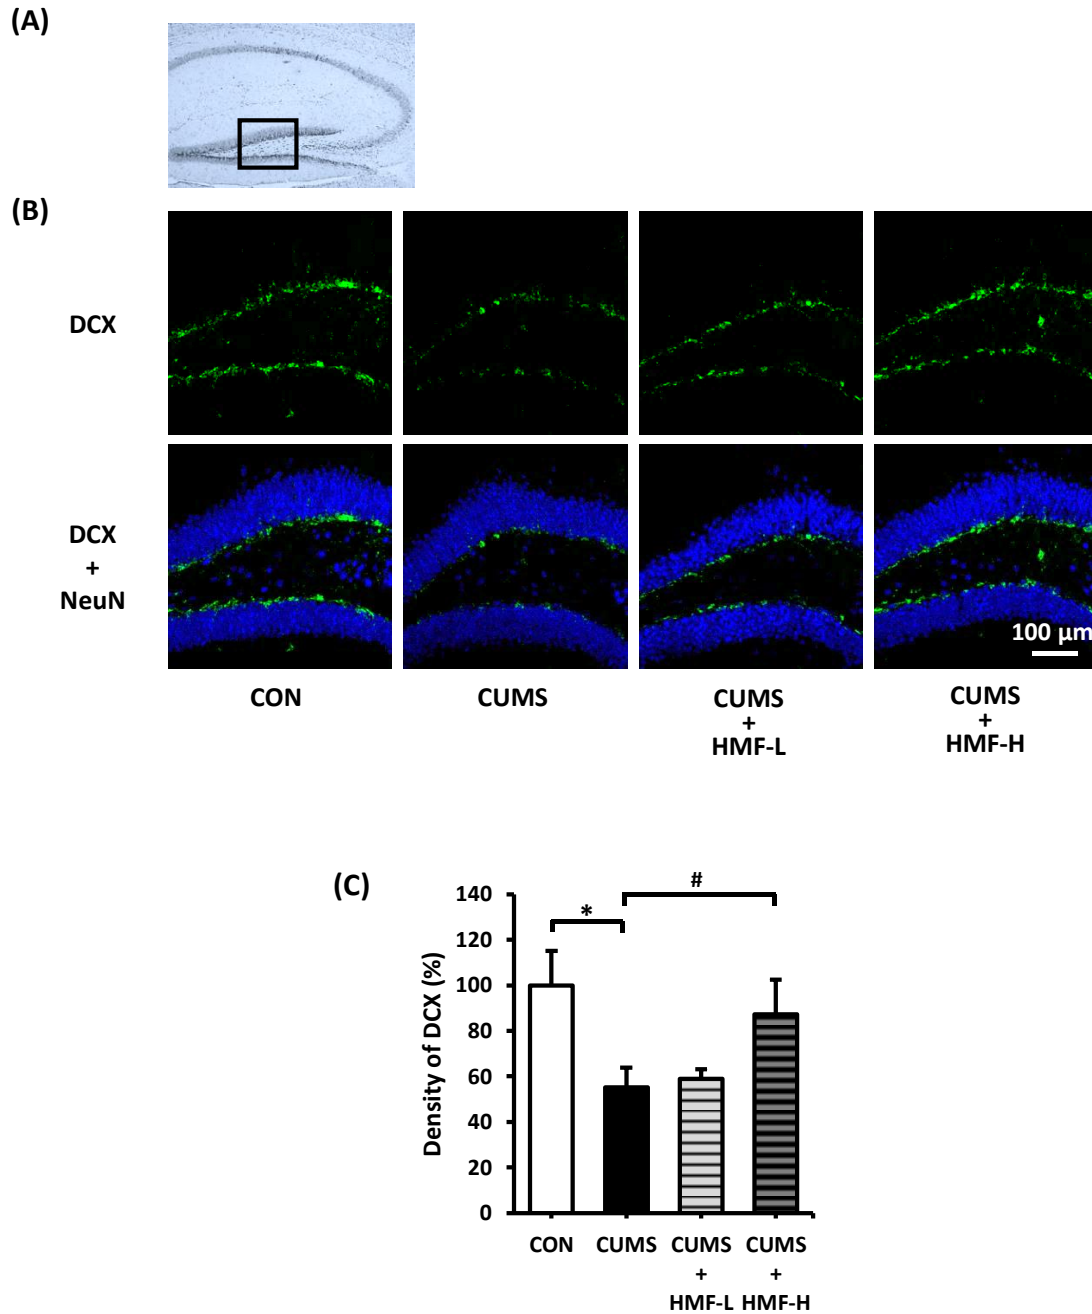 (A)
(B)
DCX
DCX
+
NeuN
100 µm
CON
CUMS
CUMS
+
HMF-L
CUMS
+
HMF-H
(C)
Density of DCX (%)
140
120
100
80
60
40
20
0
*
#
CON
CUMS
CUMS
+
HMF-L
CUMS
+
HMF-H